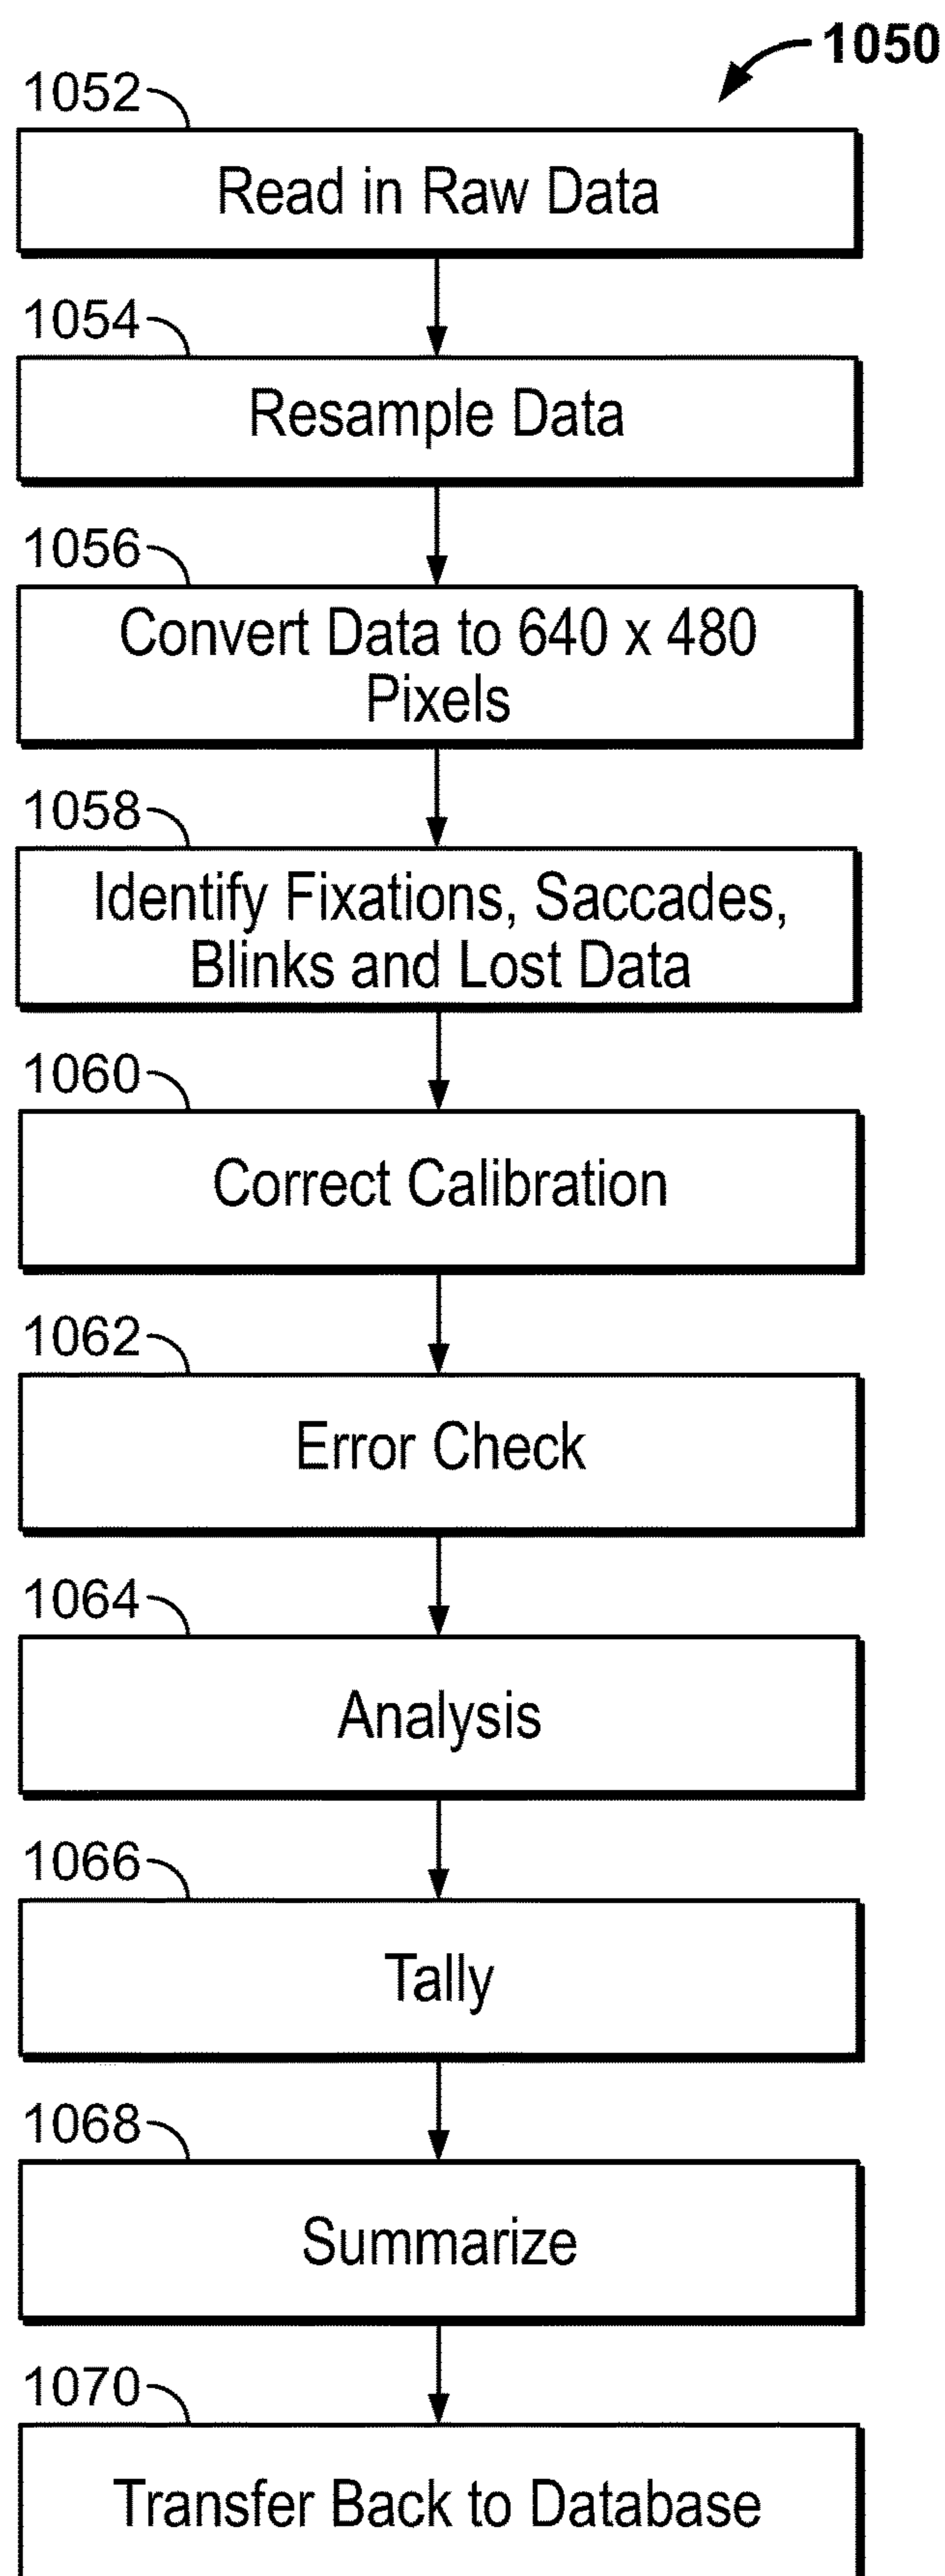 1050
1052
Read in Raw Data
1054
Resample Data
1056
Convert Data to 640 x 480
Pixels
1058
Identify Fixations, Saccades,
Blinks and Lost Data
1060
Correct Calibration
1062
Error Check
1064
Analysis
1066
Tally
1068
Summarize
1070
Transfer Back to Database